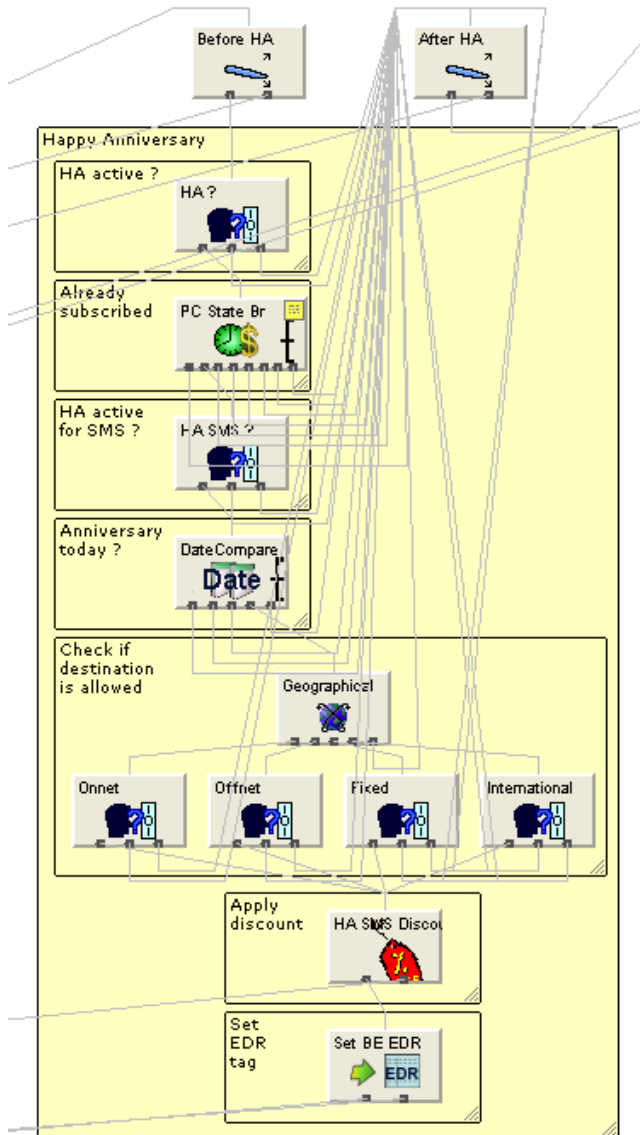 Before HA
After HA
Happy Anniversary
HA active ?
HA ?
Already
subscribed
PC State Br
HA active
for SMS ?
HA SMS ?
Anniversary
today ?
DateCompare
Date
Check if
destination
is allowed
Geographical
Onnet
Offnet
Fixed
International
Apply
discount
HA SMS Discou
Set
EDR
tag
Set BE EDR
EDR